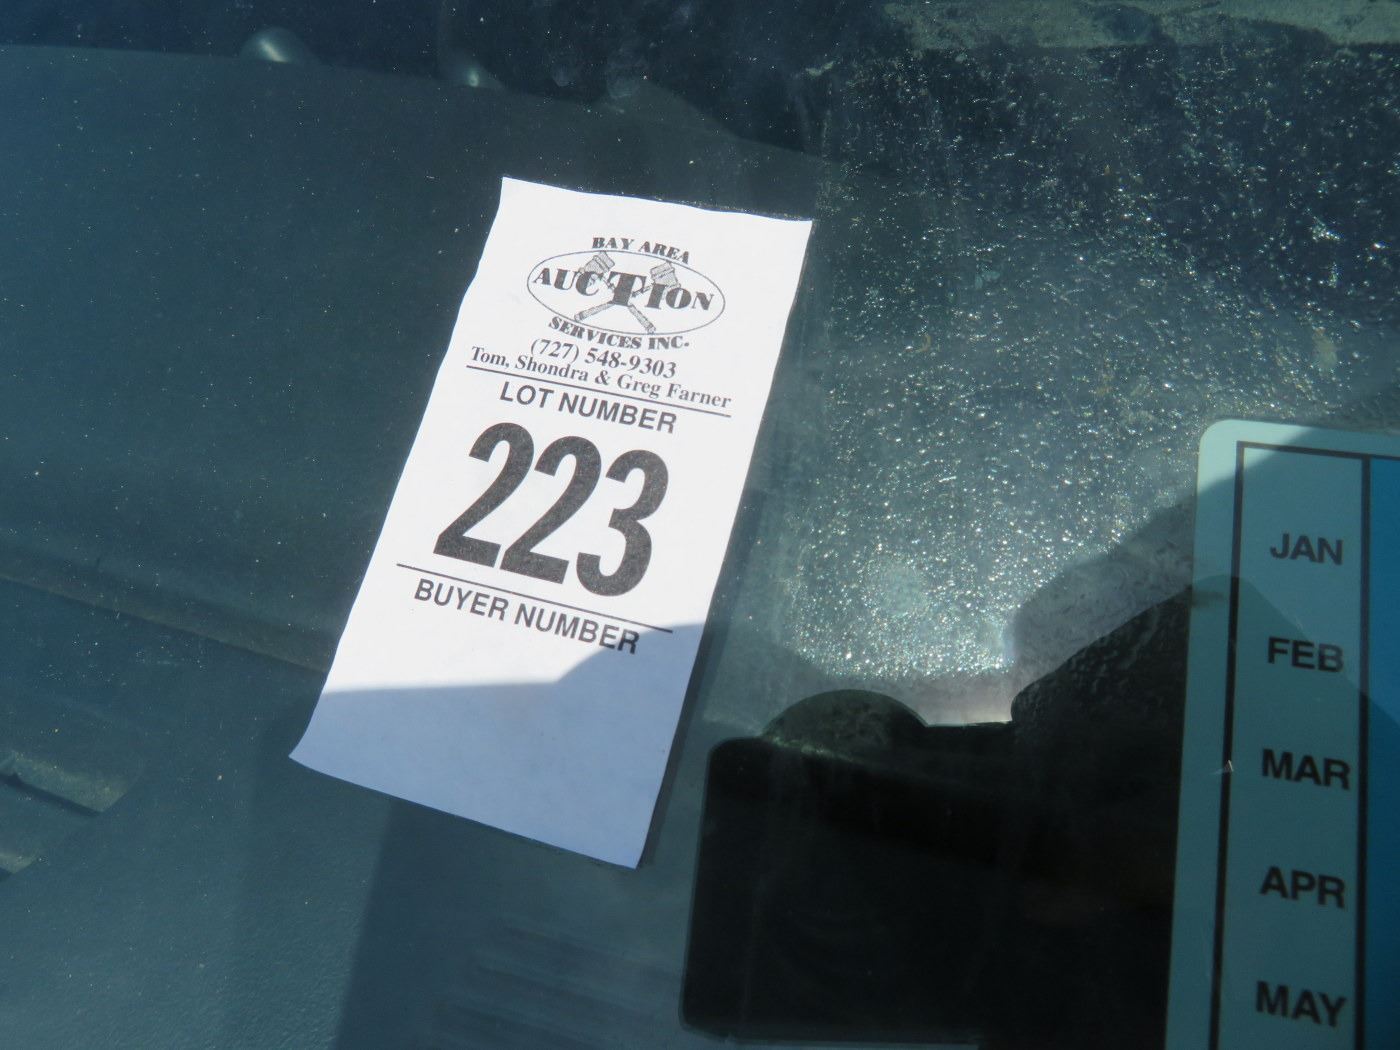 BAY AREA
AUCTION
SERVICES INC.
(727) 548-9303
Tom, Shondra & Greg Farner
LOT NUMBER
223
BUYER NUMBER
JAN
FEB
MAR
APR
MAY